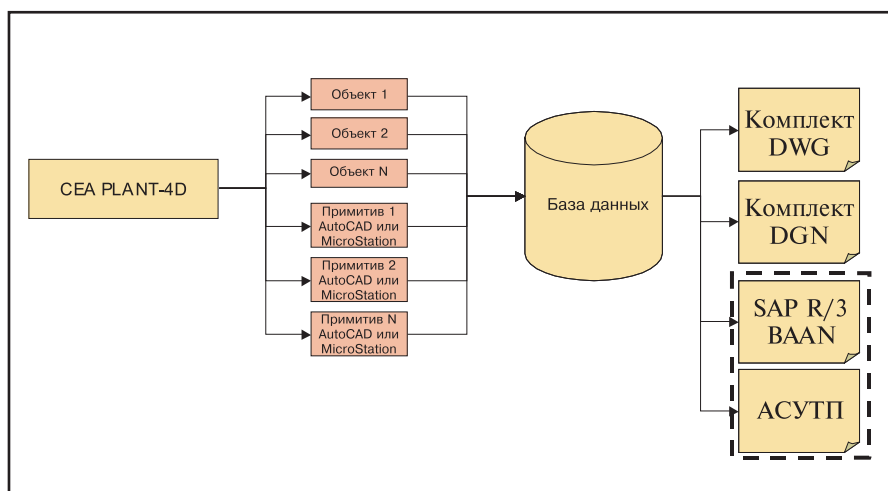 CEA PLANT-4D
Объект 1
Объект 2
Объект N
Примитив 1
AutoCAD или
MicroStation
Примитив 2
AutoCAD или
MicroStation
Примитив N
AutoCAD или
MicroStation
База данных
Комплект
DWG
Комплект
DGN
SAP R/3
BAAN
АСУТП